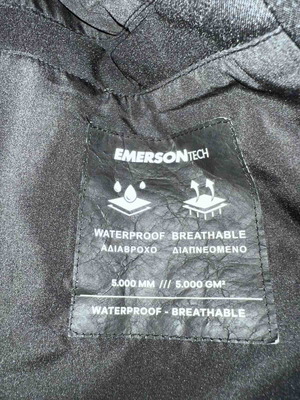 EMERSONTECH
WATERPROOF BREATHABLE
ΑΔΙΑΒΡΟΧΟ ΔΙΑΠΝΕΟΜΕΝΟ
5.000 MM /// 5.000 GM²
WATERPROOF - BREATHABLE